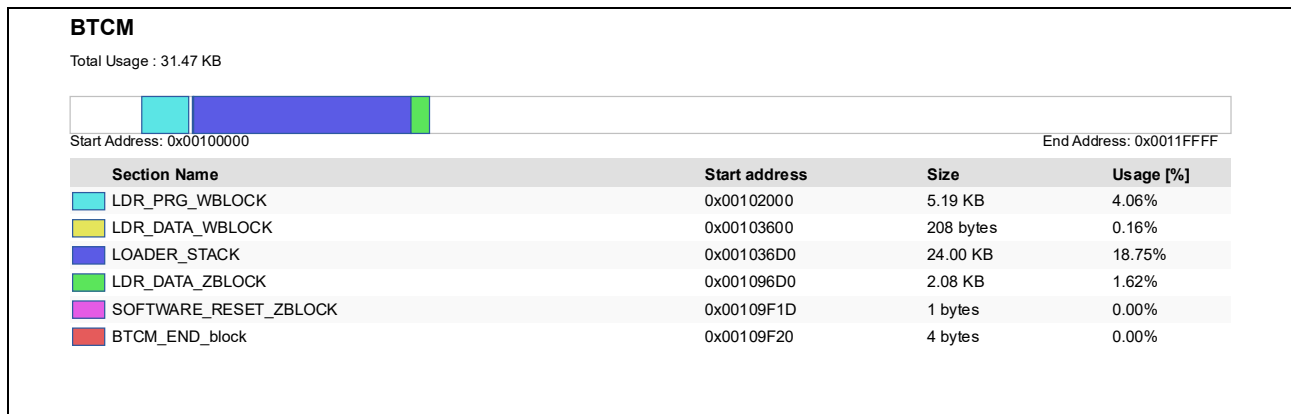 BTCM
Total Usage : 31.47 KB
Start Address: 0x00100000 End Address: 0x0011FFFF
Section Name Start address Size Usage [%]
LDR_PRG_WBLOCK 0x00102000 5.19 KB 4.06%
LDR_DATA_WBLOCK 0x00103600 208 bytes 0.16%
LOADER_STACK 0x001036D0 24.00 KB 18.75%
LDR_DATA_ZBLOCK 0x001096D0 2.08 KB 1.62%
SOFTWARE_RESET_ZBLOCK 0x00109F1D 1 bytes 0.00%
BTCM_END_block 0x00109F20 4 bytes 0.00%